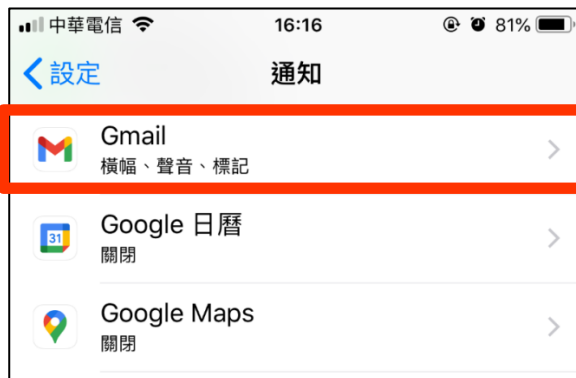 中華電信 16:16 81%
設定 通知
Gmail
橫幅、聲音、標記
31
Google 日曆
關閉
Google Maps
關閉